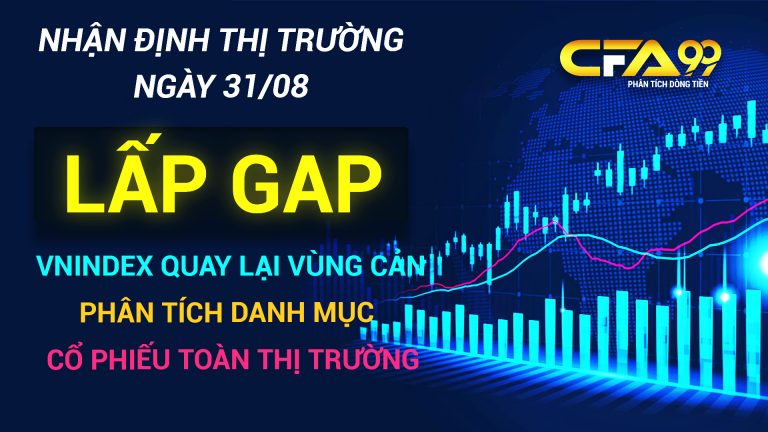 NHẬN ĐỊNH THỊ TRƯỜNG
NGÀY 31/08
CFA99
PHÂN TÍCH DÒNG TIỀN
LẤP GAP
VNINDEX QUAY LẠI VÙNG CẢN
PHÂN TÍCH DANH MỤC
CỔ PHIẾU TOÀN THỊ TRƯỜNG